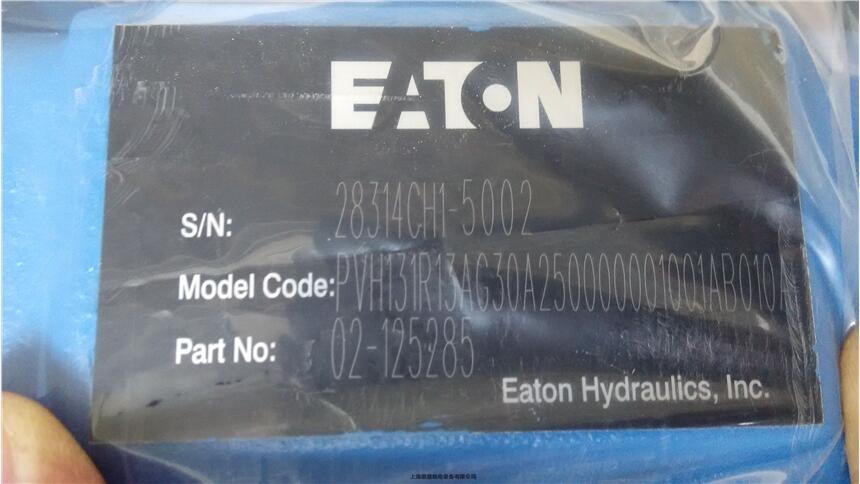 EATON
S/N: 28314CH1-5002
Model Code: PVH131R13AG30A250000001001AB010A
Part No: 02-125285
Eaton Hydraulics, Inc.